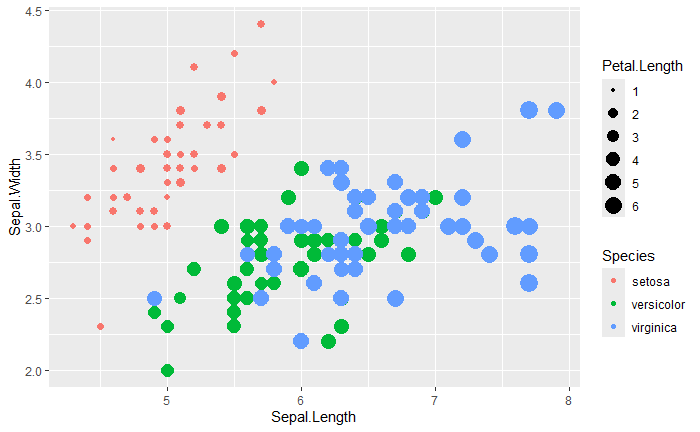 4.5
4.0
3.5
3.0
2.5
2.0
Sepal.Width
5
6
7
8
Sepal.Length
Petal.Length
1
2
3
4
5
6
Species
setosa
versicolor
virginica